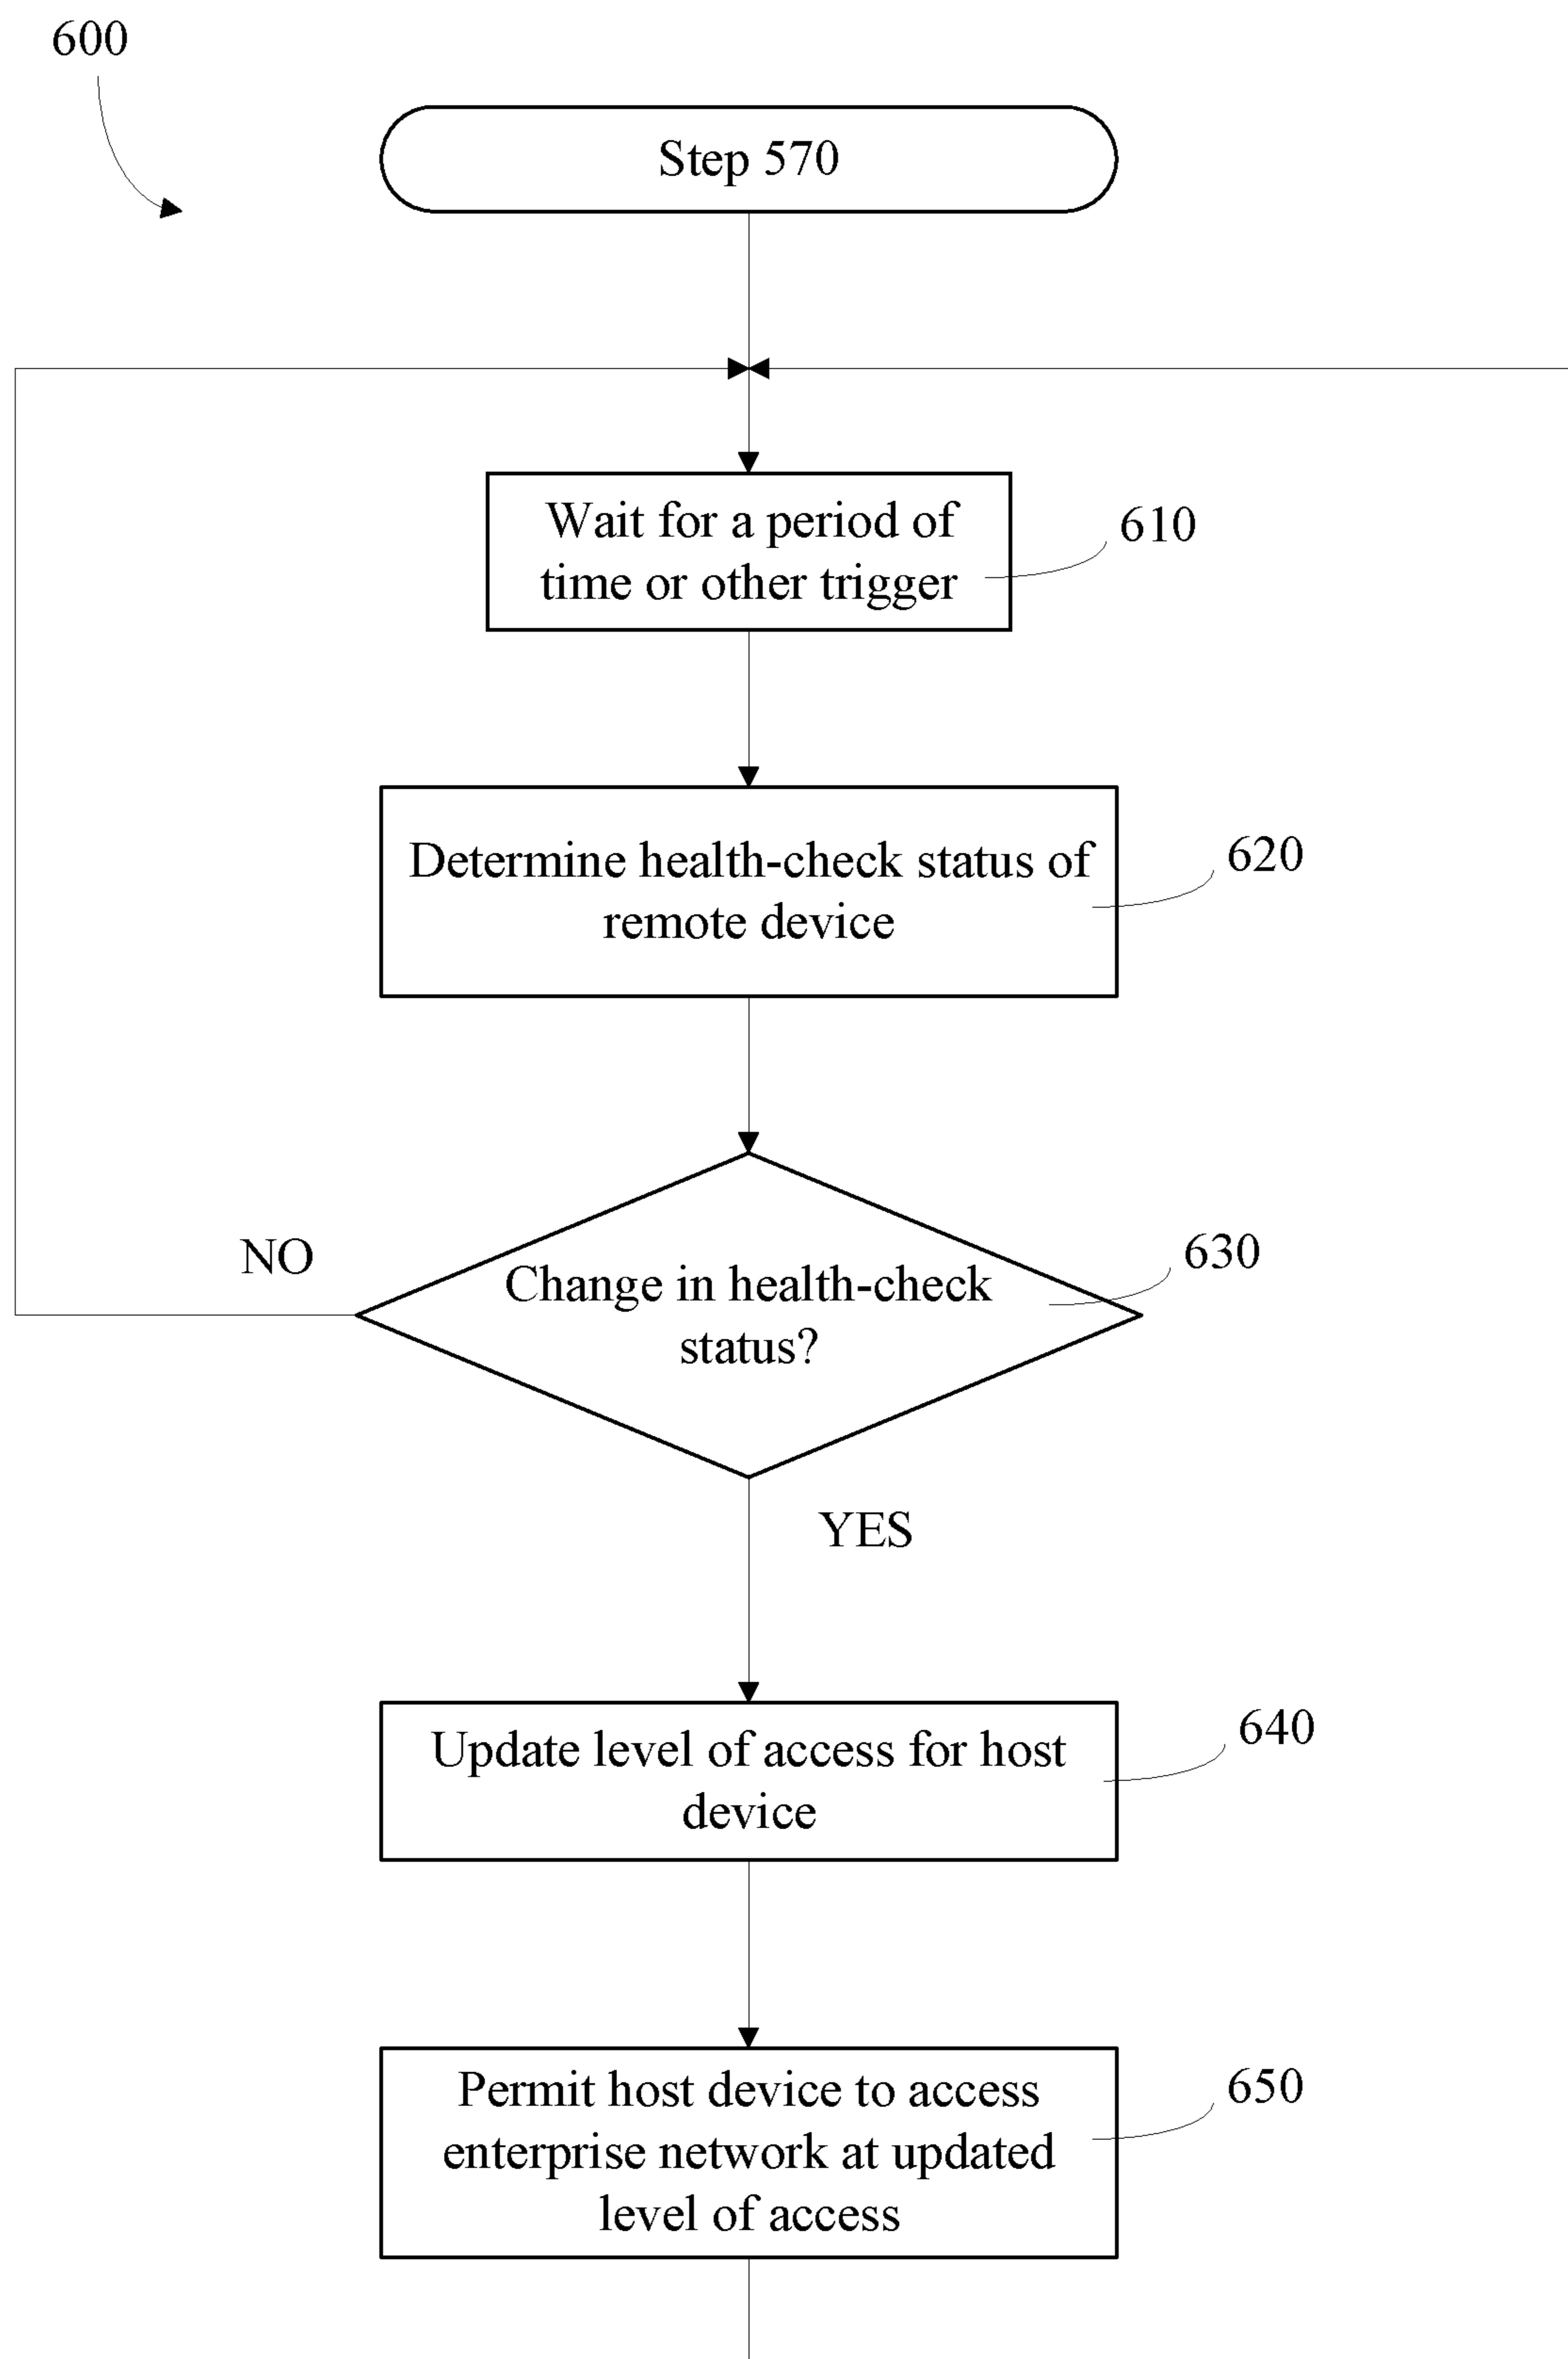 600
Step 570
Wait for a period of
time or other trigger
610
Determine health-check status of
remote device
620
NO
Change in health-check
status?
630
YES
Update level of access for host
device
640
Permit host device to access
enterprise network at updated
level of access
650